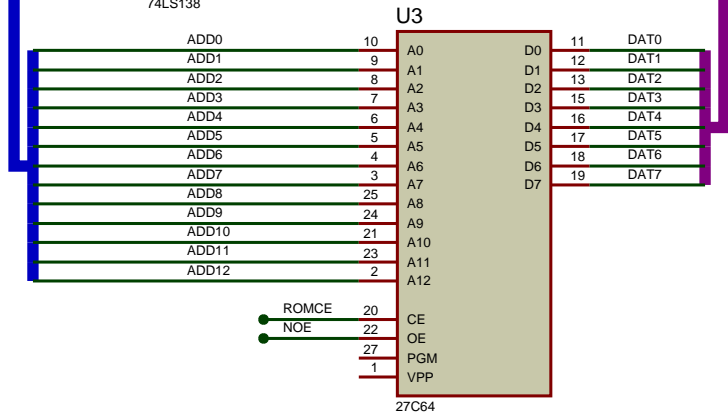 74LS138
U3
ADD0 10 A0 D0 11 DAT0
ADD1 9 A1 D1 12 DAT1
ADD2 8 A2 D2 13 DAT2
ADD3 7 A3 D3 15 DAT3
ADD4 6 A4 D4 16 DAT4
ADD5 5 A5 D5 17 DAT5
ADD6 4 A6 D6 18 DAT6
ADD7 3 A7 D7 19 DAT7
ADD8 25 A8
ADD9 24 A9
ADD10 21 A10
ADD11 23 A11
ADD12 2 A12
ROMCE 20 CE
NOE 22 OE
27 PGM
1 VPP
27C64